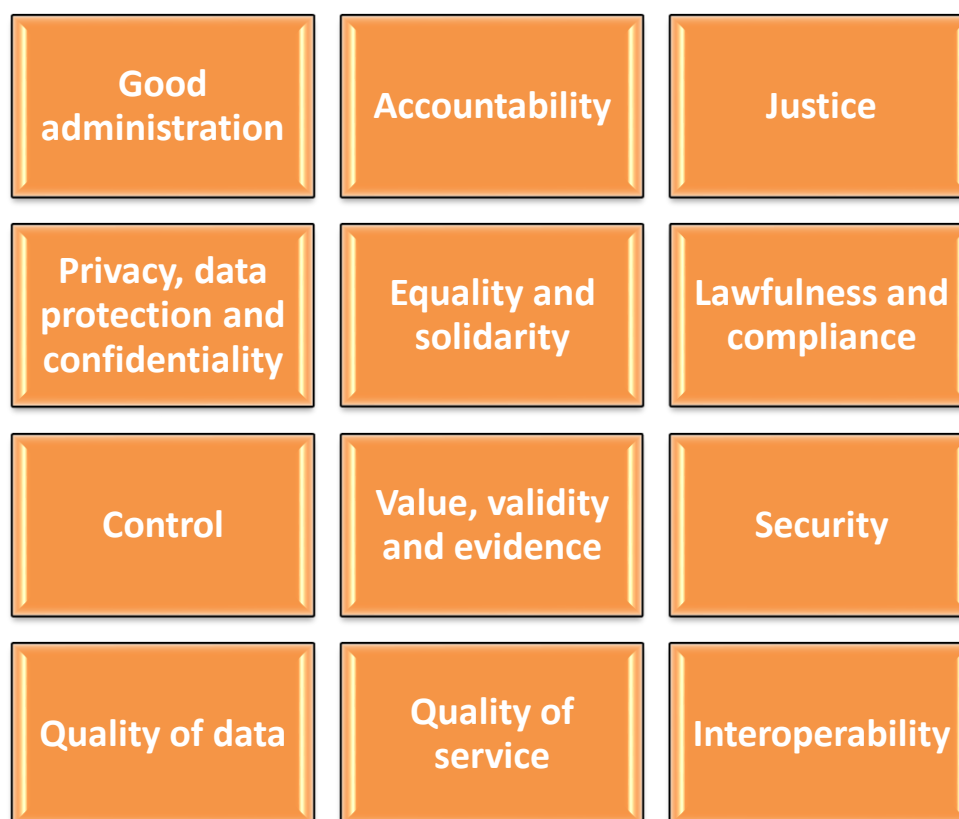 Good
administration
Accountability
Justice
Privacy, data
protection and
confidentiality
Equality and
solidarity
Lawfulness and
compliance
Control
Value, validity
and evidence
Security
Quality of data
Quality of
service
Interoperability